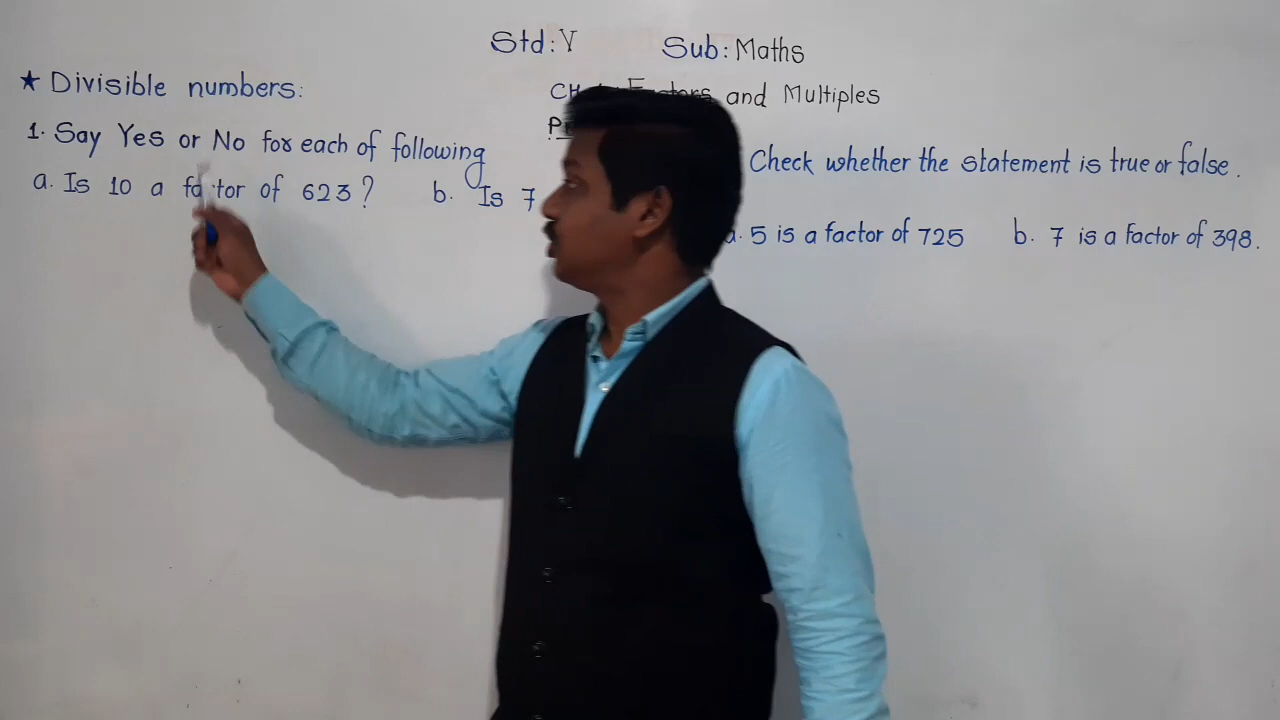 Std: V Sub: Maths
★ Divisible numbers:
and Multiples
1. Say Yes or No for each of following
a. Is 10 a factor of 623? b. Is 7
Check whether the statement is true or false.
a. 5 is a factor of 725 b. 7 is a factor of 398.